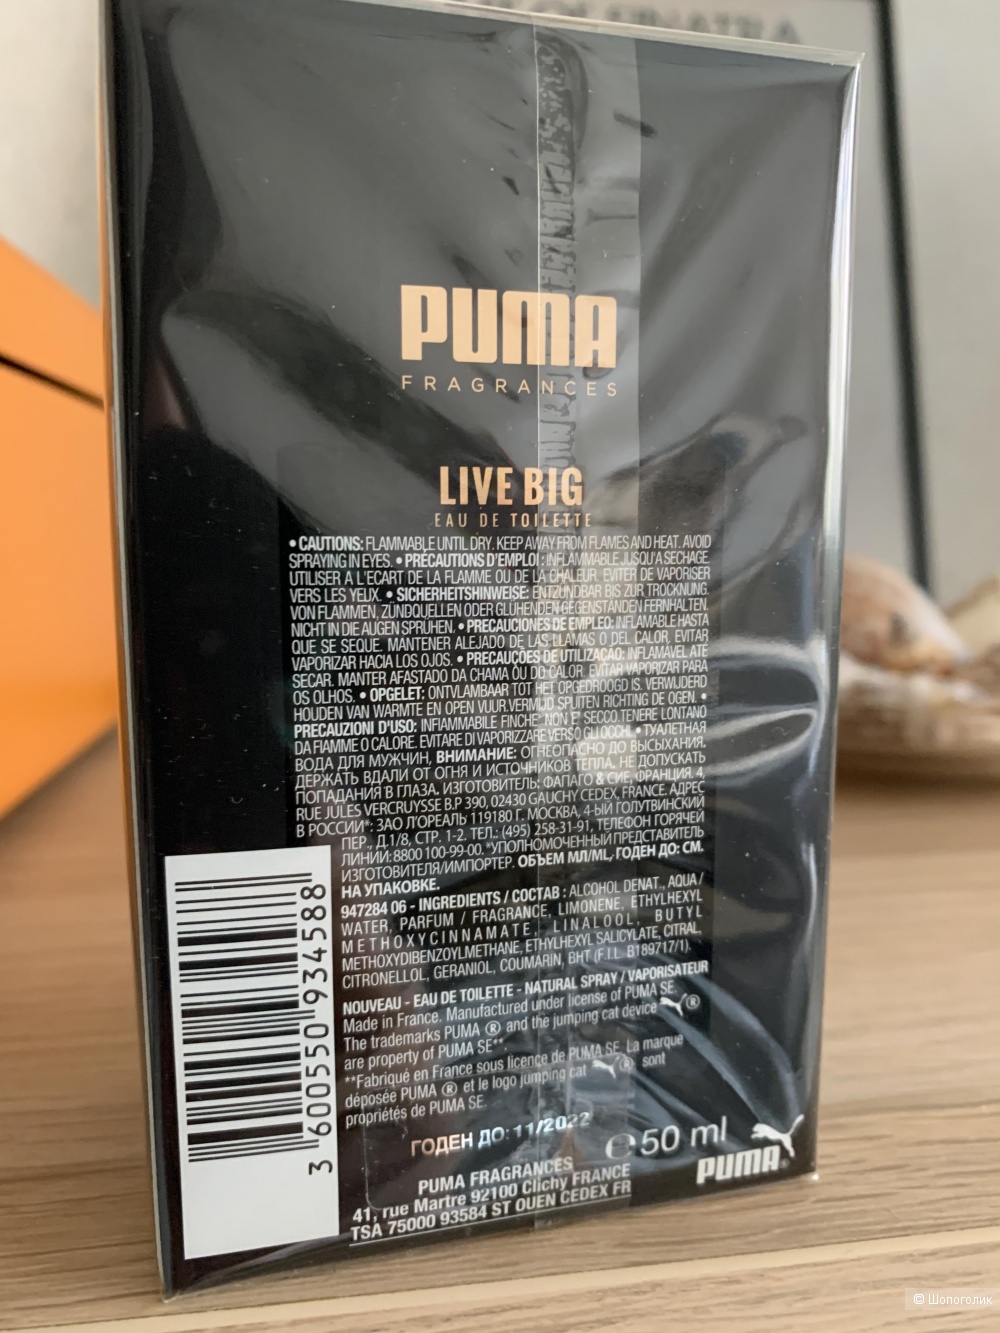 PUMA
FRAGRANCES
LIVE BIG
EAU DE TOILETTE
• CAUTIONS: FLAMMABLE UNTIL DRY. KEEP AWAY FROM FLAMES AND HEAT. AVOID
SPRAYING IN EYES. • PRECAUTIONS D'EMPLOI : INFLAMMABLE JUSQU'A SECHAGE.
UTILISER A L'ECART DE LA FLAMME OU DE LA CHALEUR. EVITER DE VAPORISER
VERS LES YEUX. • SICHERHEITSHINWEISE: ENTZUNDBAR BIS ZUR TROCKNUNG.
VON FLAMMEN, ZÜNDQUELLEN ODER GLÜHENDEN GEGENSTANDEN FERNHALTEN.
NICHT IN DIE AUGEN SPRÜHEN. • PRECAUCIONES DE EMPLEO: INFLAMABLE HASTA
QUE SE SEQUE. MANTENER ALEJADO DE LAS LLAMAS O DEL CALOR. EVITAR
VAPORIZAR HACIA LOS OJOS. • PRECAUÇÕES DE UTILIZAÇÃO: INFLAMÁVEL ATÉ
SECAR. MANTER AFASTADO DA CHAMA OU DO CALOR. EVITAR VAPORIZAR PARA
OS OLHOS. • OPGELET: ONTVLAMBAAR TOT HET OPGEDROOGD IS. VERWIJDERD
HOUDEN VAN WARMTE EN OPEN VUUR. VERMIJD SPUITEN RICHTING DE OGEN. •
PRECAUZIONI D'USO: INFIAMMABILE FINCHE' NON E' SECCO. TENERE LONTANO
DA FIAMME O CALORE. EVITARE DI VAPORIZZARE VERSO GLI OCCHI. • ТУАЛЕТНАЯ
ВОДА ДЛЯ МУЖЧИН, ВНИМАНИЕ: ОГНЕОПАСНО ДО ВЫСЫХАНИЯ.
ДЕРЖАТЬ ВДАЛИ ОТ ОГНЯ И ИСТОЧНИКОВ ТЕПЛА. НЕ ДОПУСКАТЬ
ПОПАДАНИЯ В ГЛАЗА. ИЗГОТОВИТЕЛЬ: ФАПАГО & СИЕ, ФРАНЦИЯ. 4,
RUE JULES VERCRUYSSE B.P 390, 02430 GAUCHY CEDEX, FRANCE. АДРЕС
В РОССИИ*: ЗАО Л'ОРЕАЛЬ 119180 Г. МОСКВА, 4-ЫЙ ГОЛУТВИНСКИЙ
ПЕР., Д.1/8, СТР. 1-2. ТЕЛ.: (495) 258-31-91, ТЕЛЕФОН ГОРЯЧЕЙ
ЛИНИИ: 8800 100-99-00. *УПОЛНОМОЧЕННЫЙ ПРЕДСТАВИТЕЛЬ
ИЗГОТОВИТЕЛЯ/ИМПОРТЕР. ОБЪЕМ МЛ/ML, ГОДЕН ДО: СМ.
НА УПАКОВКЕ.
947284 06 - INGREDIENTS / СОСТАВ : ALCOHOL DENAT., AQUA /
WATER, PARFUM / FRAGRANCE, LIMONENE, ETHYLHEXYL
METHOXYCINNAMATE, LINALOOL, BUTYL
METHOXYDIBENZOYLMETHANE, ETHYLHEXYL SALICYLATE, CITRAL,
CITRONELLOL, GERANIOL, COUMARIN, BHT (F.I.L. B189717/1).
NOUVEAU - EAU DE TOILETTE - NATURAL SPRAY / VAPORISATEUR
Made in France. Manufactured under license of PUMA SE.
The trademarks PUMA ® and the jumping cat device ®
are property of PUMA SE**.
**Fabriqué en France sous licence de PUMA SE. La marque
déposée PUMA ® et le logo jumping cat ® sont
propriétés de PUMA SE.
ГОДЕН ДО: 11/2022
℮50 ml
PUMA®
PUMA FRAGRANCES
41, rue Martre 92100 Clichy FRANCE
TSA 75000 93584 ST OUEN CEDEX FR
3 600550 934588
© Шопоголик